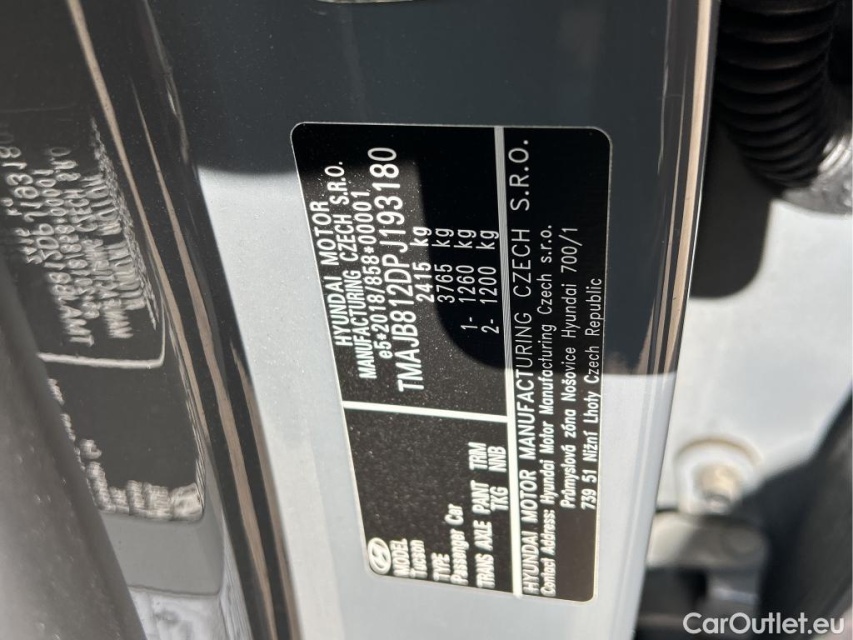 HYUNDAI MOTOR
MANUFACTURING CZECH S.R.O.
e5*2018/858*00001
TMAJB812DPJ193180
2415 kg
3765 kg
1- 1260 kg
2- 1200 kg
MODEL
Tucson
TYPE
Passenger Car
TRANS AXLE PAINT TRIM
TKG NNB
HYUNDAI MOTOR MANUFACTURING CZECH S.R.O.
Contact Address: Hyundai Motor Manufacturing Czech s.r.o.
Průmyslová zóna Nošovice Hyundai 700/1
739 51 Nižní Lhoty Czech Republic
CarOutlet.eu